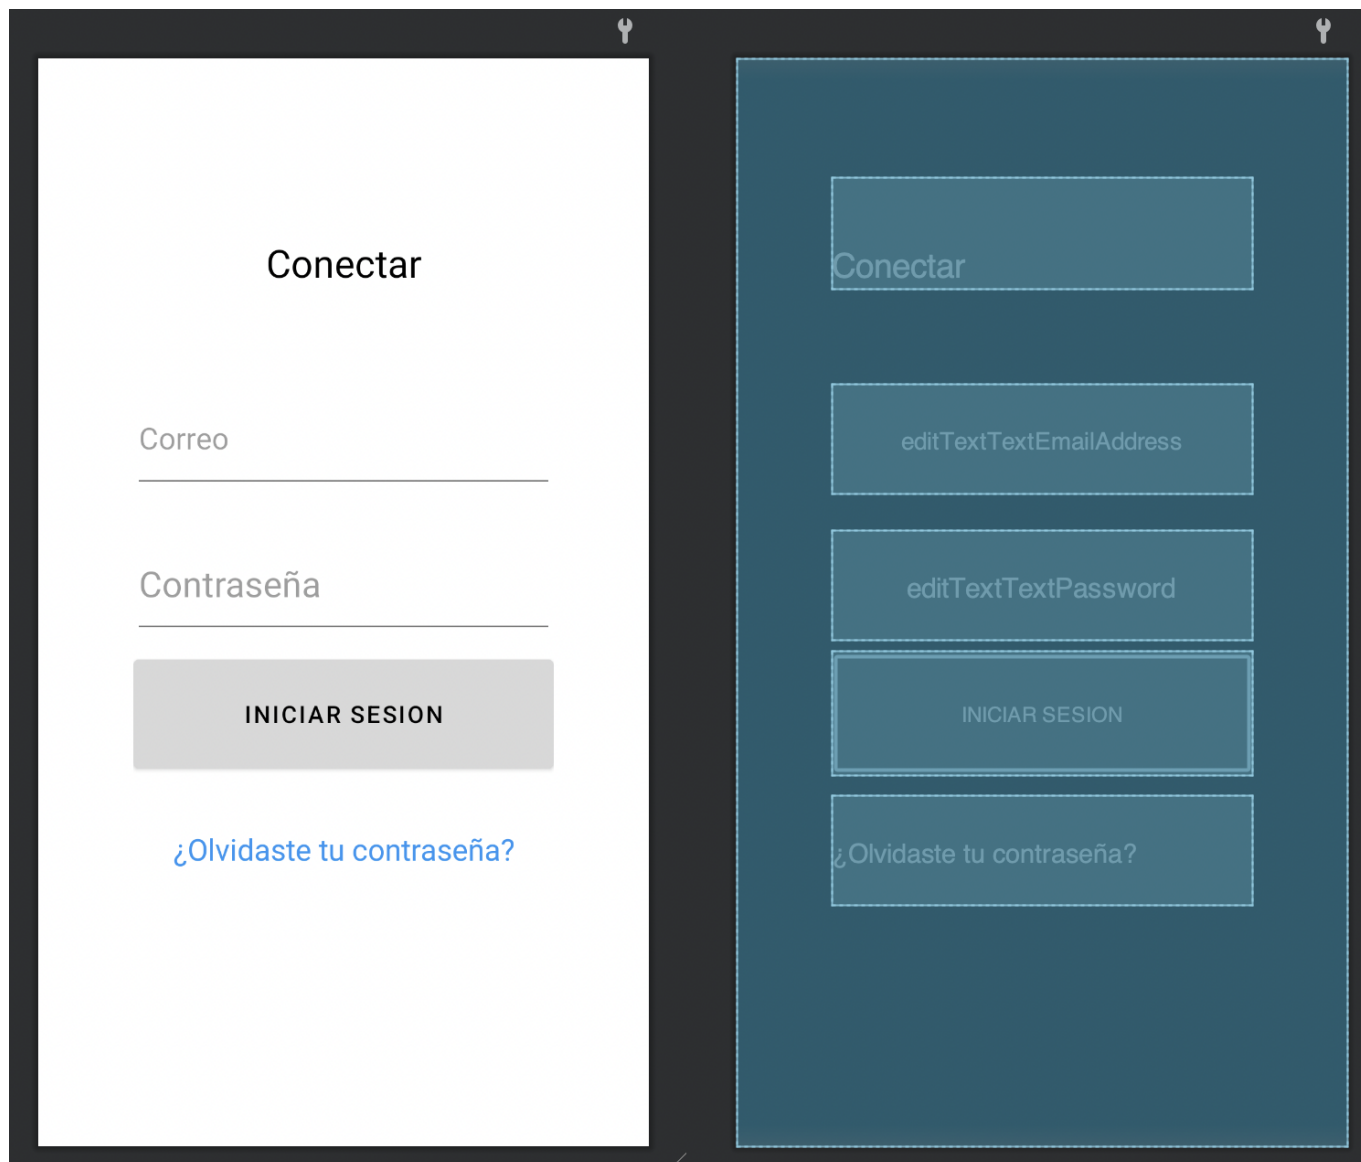 Conectar
Correo
Contraseña
INICIAR SESION
¿Olvidaste tu contraseña?
Conectar
editTextTextEmailAddress
editTextTextPassword
INICIAR SESION
¿Olvidaste tu contraseña?